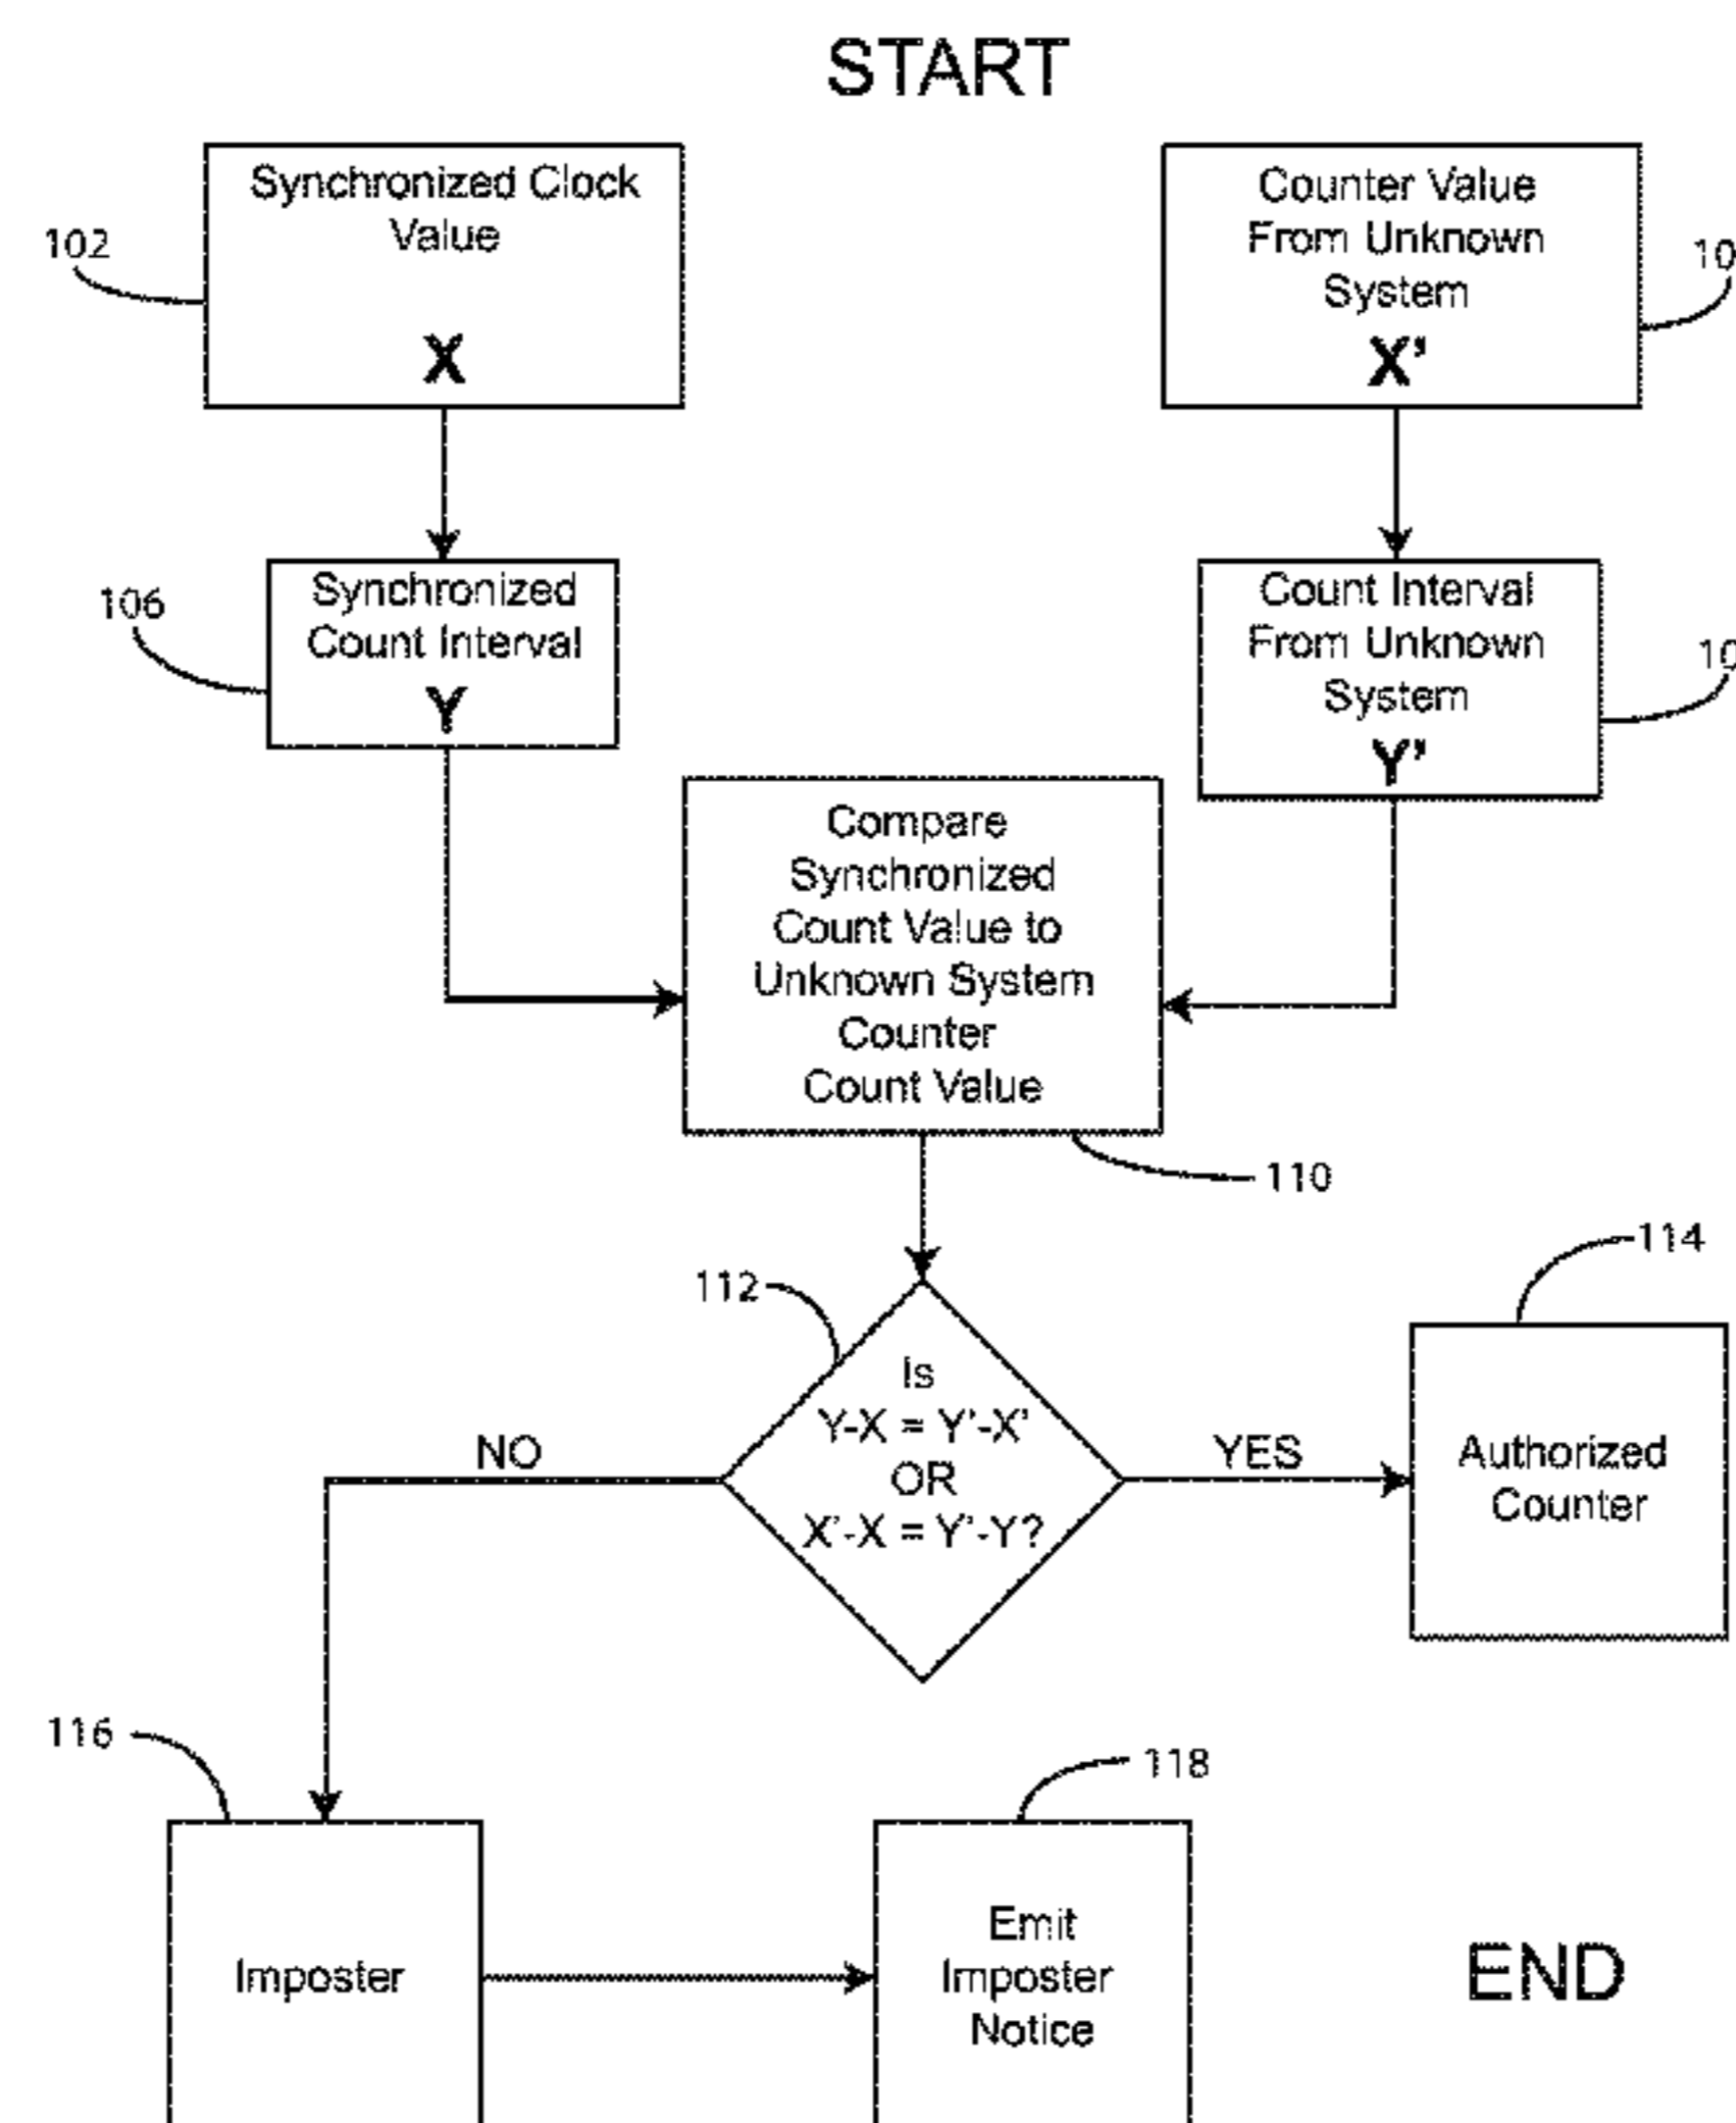 START
Synchronized Clock
Value
X
102
Counter Value
From Unknown
System
X'
10
Synchronized
Count Interval
Y
106
Count Interval
From Unknown
System
Y'
10
Compare
Synchronized
Count Value to
Unknown System
Counter
Count Value
110
112
Is
Y-X = Y'-X'
OR
X'-X = Y'-Y?
NO
YES
114
Authorized
Counter
116
Imposter
118
Emit
Imposter
Notice
END